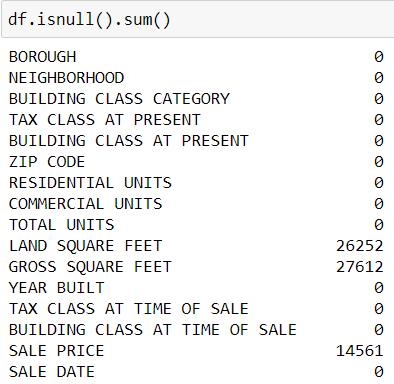 df.isnull().sum()
BOROUGH 0
NEIGHBORHOOD 0
BUILDING CLASS CATEGORY 0
TAX CLASS AT PRESENT 0
BUILDING CLASS AT PRESENT 0
ZIP CODE 0
RESIDENTIAL UNITS 0
COMMERCIAL UNITS 0
TOTAL UNITS 0
LAND SQUARE FEET 26252
GROSS SQUARE FEET 27612
YEAR BUILT 0
TAX CLASS AT TIME OF SALE 0
BUILDING CLASS AT TIME OF SALE 0
SALE PRICE 14561
SALE DATE 0